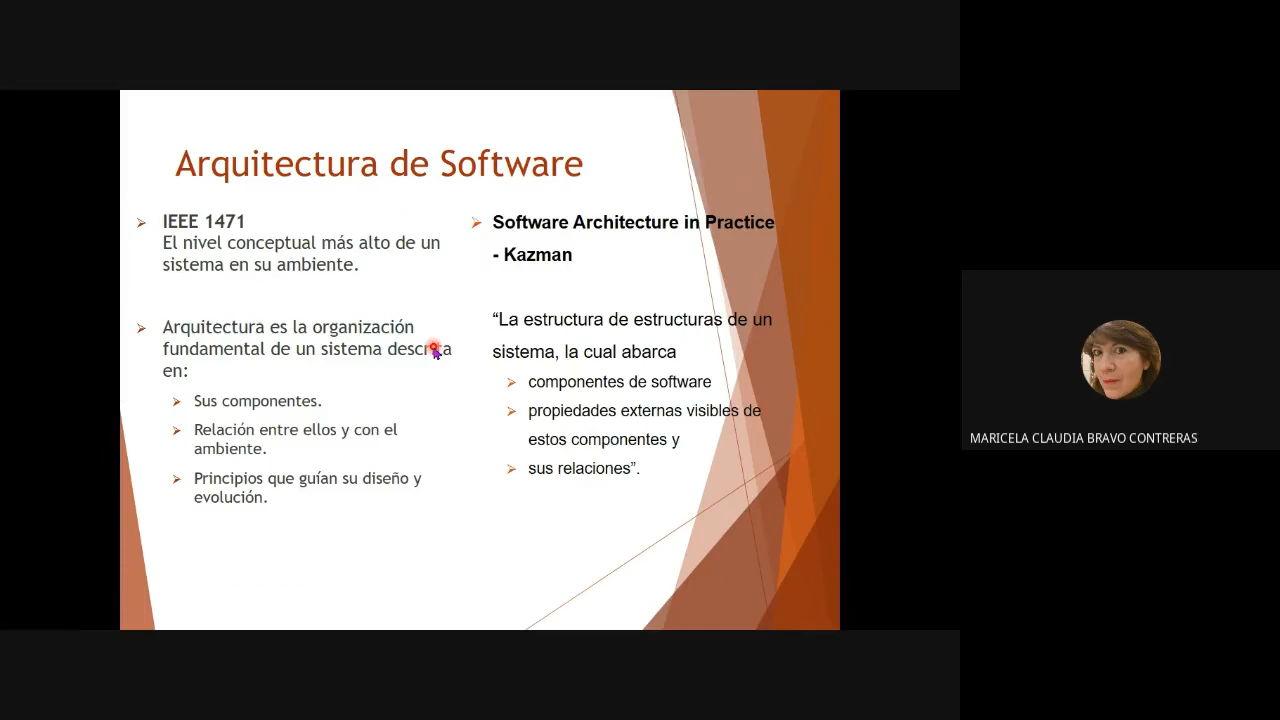 Arquitectura de Software
IEEE 1471
El nivel conceptual más alto de un
sistema en su ambiente.
Arquitectura es la organización
fundamental de un sistema descrita
en:
Sus componentes.
Relación entre ellos y con el
ambiente.
Principios que guían su diseño y
evolución.
Software Architecture in Practice
- Kazman
“La estructura de estructuras de un
sistema, la cual abarca
componentes de software
propiedades externas visibles de
estos componentes y
sus relaciones”.
MARICELA CLAUDIA BRAVO CONTRERAS